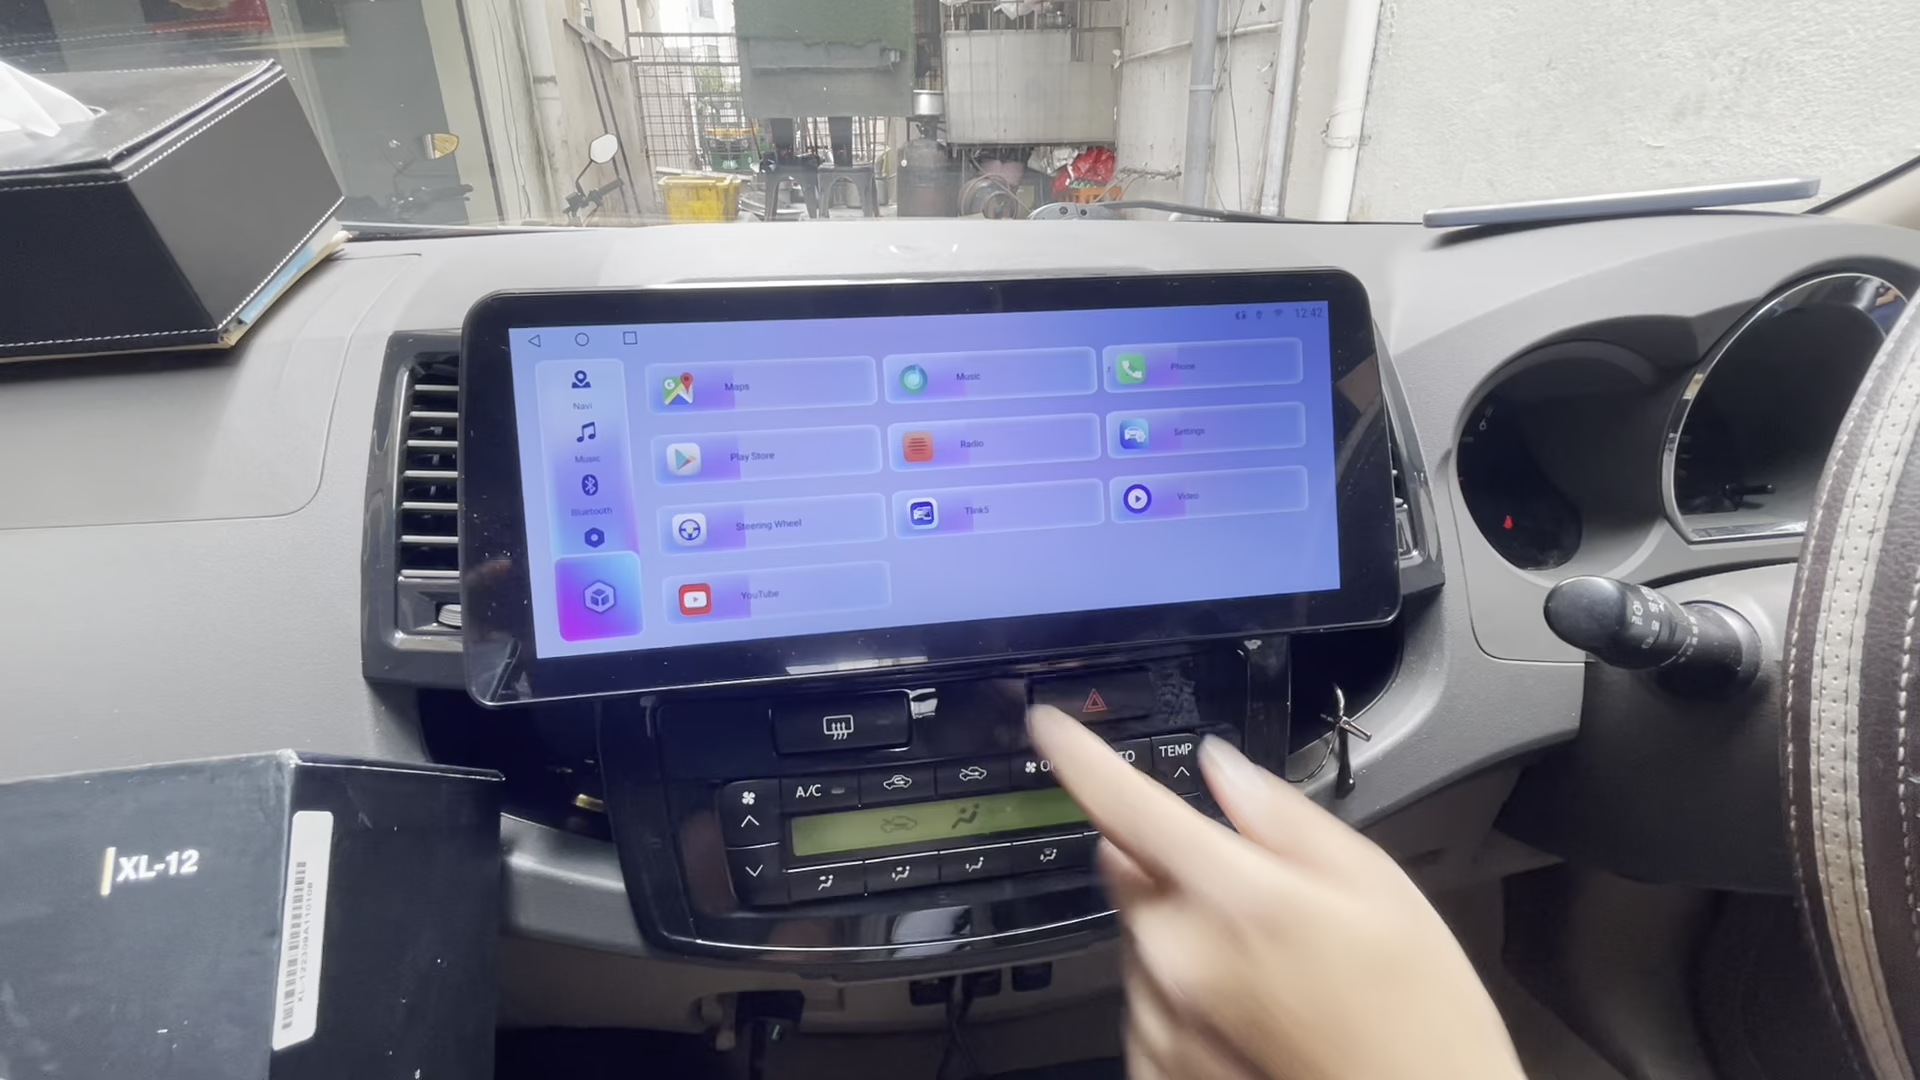 12:42
Navi
Music
Bluetooth
Maps
Music
Phone
Play Store
Radio
Settings
Steering Wheel
Tlink5
Video
YouTube
A/C
TEMP
XL-12